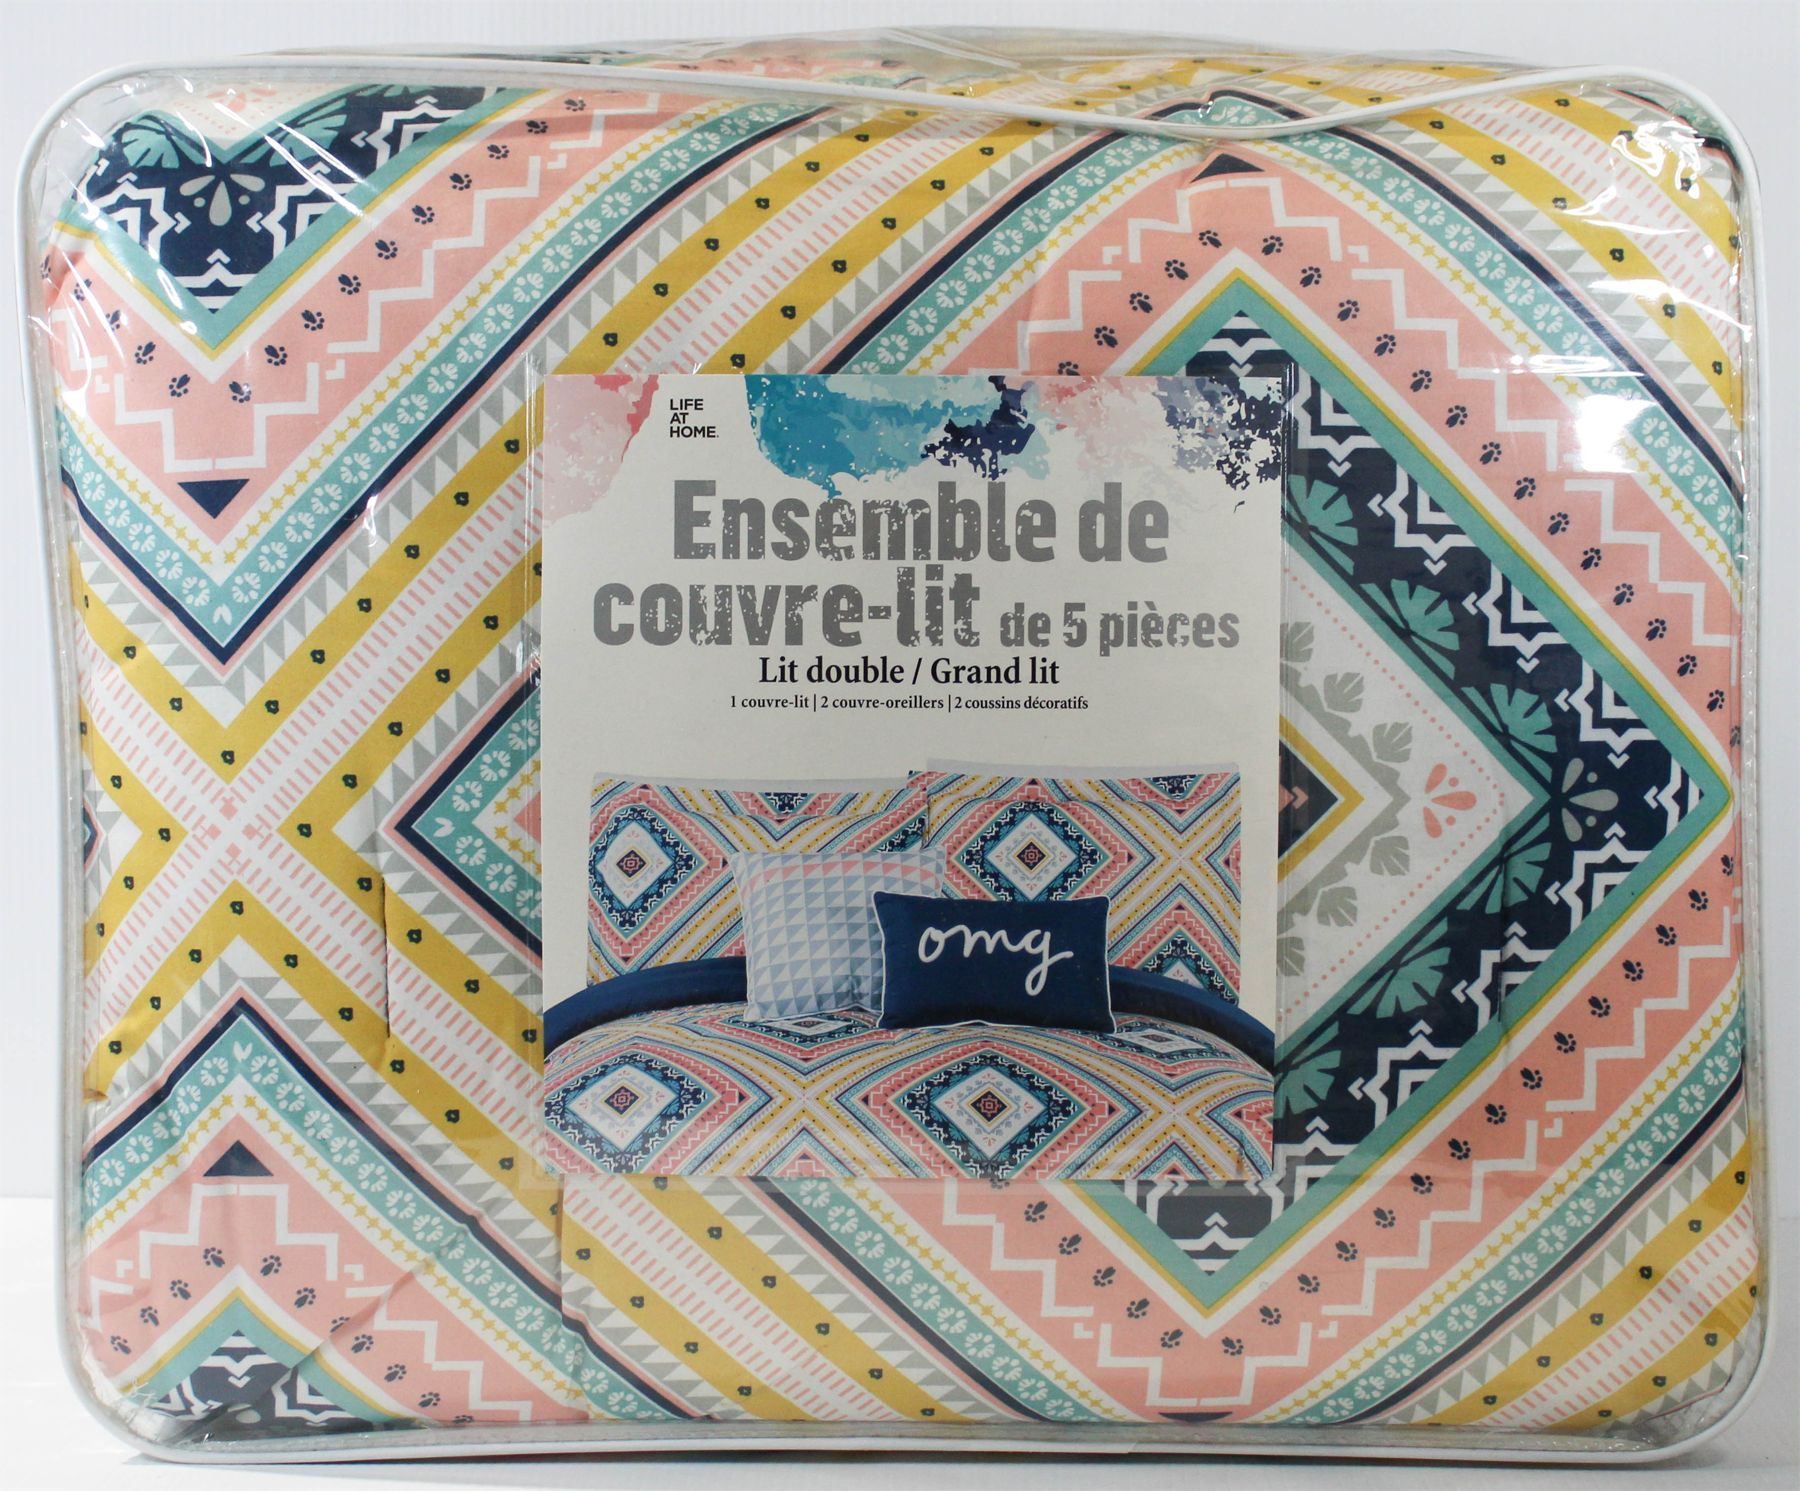 LIFE
AT
HOME.
Ensemble de
couvre-lit de 5 pièces
Lit double / Grand lit
1 couvre-lit | 2 couvre-oreillers | 2 coussins décoratifs
omg